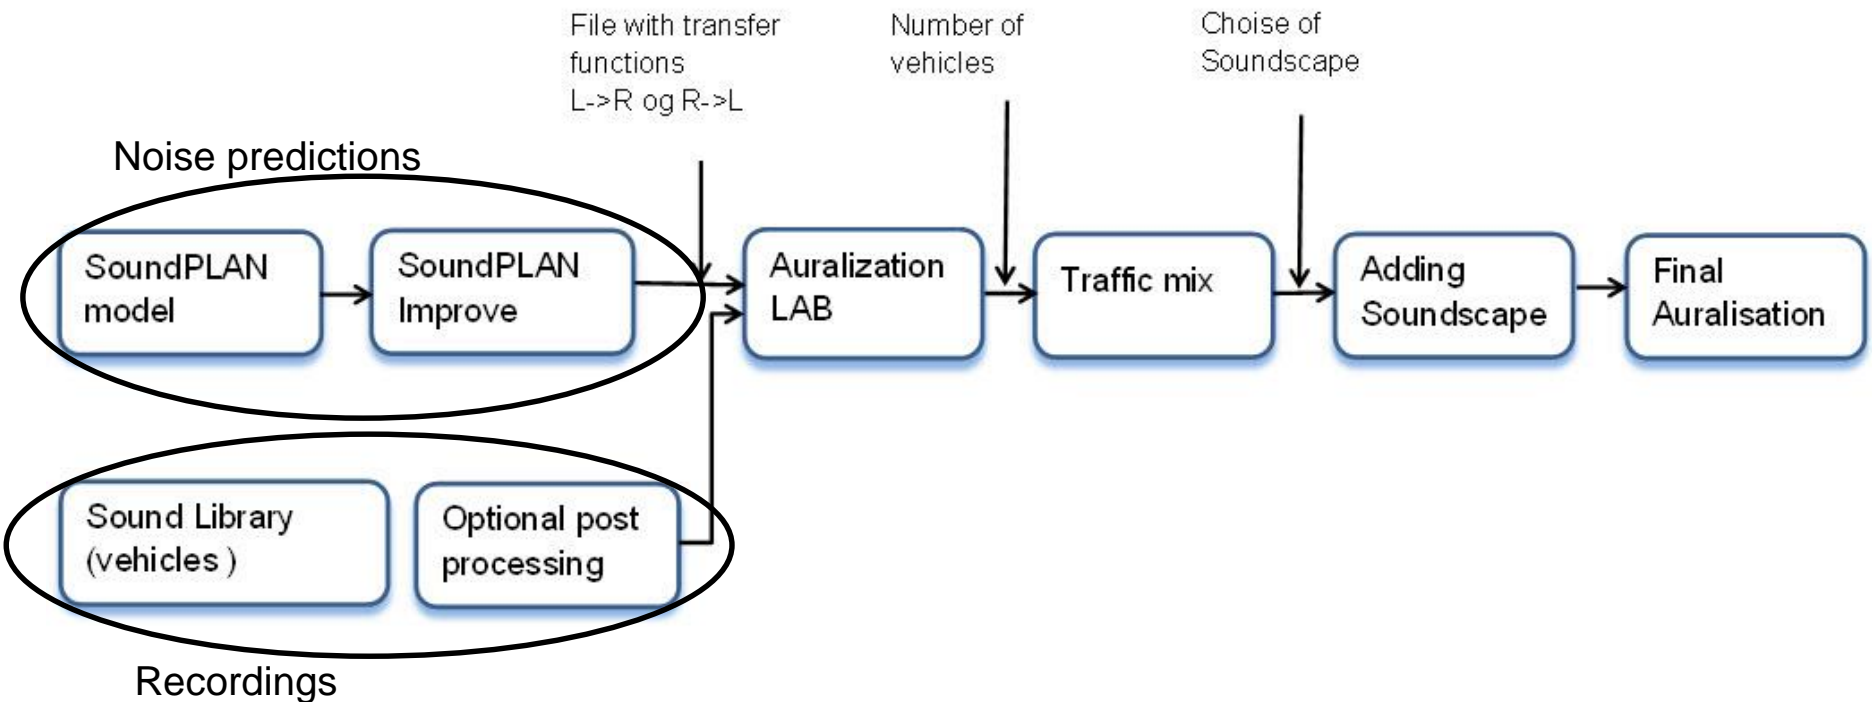 File with transfer
functions
L->R og R->L
Number of
vehicles
Choise of
Soundscape
Noise predictions
SoundPLAN
model
SoundPLAN
Improve
Auralization
LAB
Traffic mix
Adding
Soundscape
Final
Auralisation
Sound Library
(vehicles )
Optional post
processing
Recordings